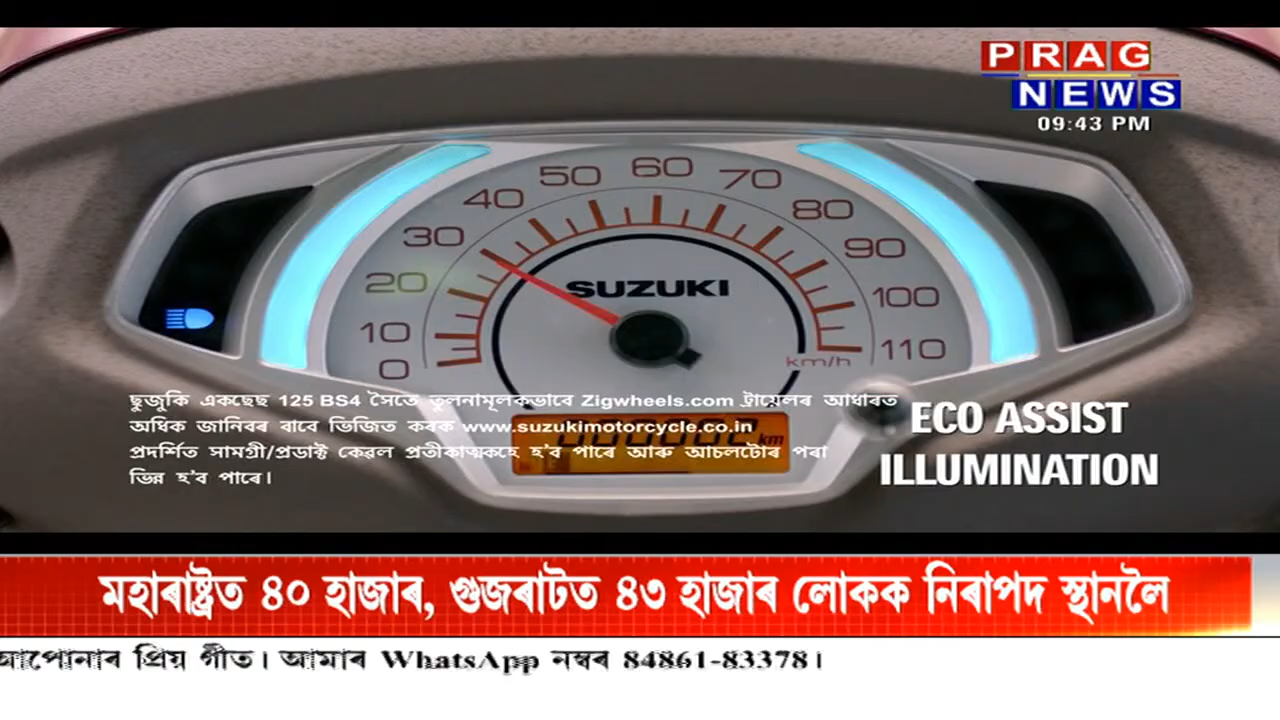 PRAG
NEWS
09:43 PM
60
50
70
40
80
30
90
20
SUZUKI
100
10
110
km/h
0
ছুজুকি একছেছ 125 BS4 সৈতে তুলনামূলকভাবে Zigwheels.com ট্ৰায়েলৰ আধাৰত
অধিক জানিবৰ বাবে ভিজিত কৰক www.suzukimotorcycle.co.in
000002 km
প্ৰদৰ্শিত সামগ্ৰী/প্ৰডাক্ট কেৱল প্ৰতীকাত্মকহে হ'ব পাৰে আৰু আচলটোৰ পৰা
ভিন্ন হ'ব পাৰে।
ECO ASSIST
ILLUMINATION
মহাৰাষ্ট্ৰত ৪০ হাজাৰ, গুজৰাটত ৪৩ হাজাৰ লোকক নিৰাপদ স্থানলৈ
আপোনাৰ প্ৰিয় গীত। আমাৰ WhatsApp নম্বৰ 84861-83378।